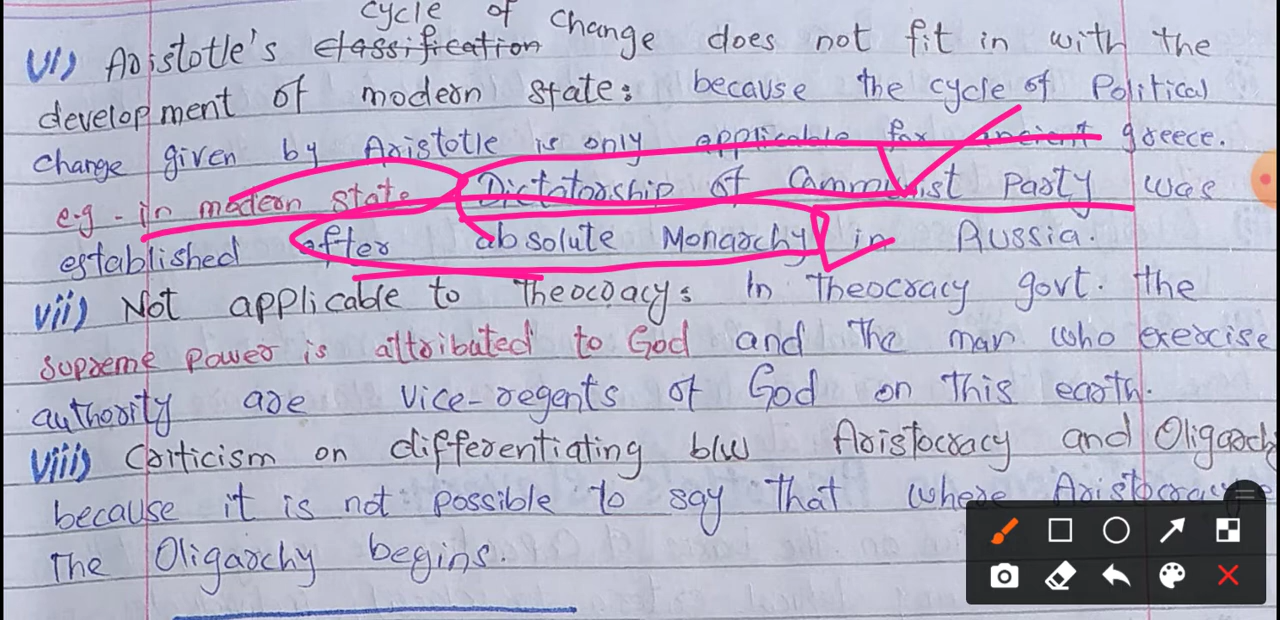 cycle of
vi) Aristotle's classification change does not fit in with the
development of modern state: because the cycle of Political
change given by Aristotle is only applicable for ancient greece.
e.g - in modern state Dictatorship of Communist Party was
established after absolute Monarchy in Russia.
vii) Not applicable to Theocracy: In Theocracy govt. the
supreme power is attributed to God and the man who exercise
authority are vice-regents of God on this earth.
viii) Criticism on differentiating b/w Aristocracy and Oligarch
because it is not possible to say that where Aristocracy
The Oligarchy begins.